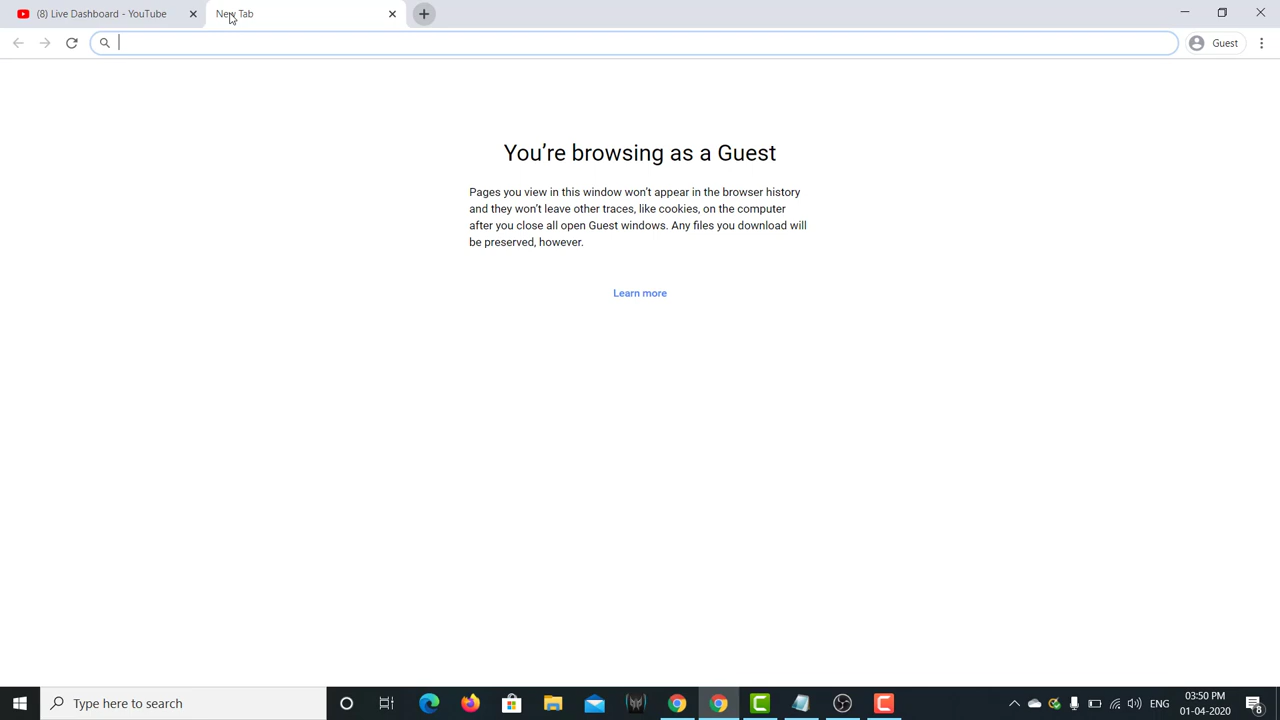 (8) Live Dashboard - YouTube
New Tab
Guest
You're browsing as a Guest
Pages you view in this window won't appear in the browser history
and they won't leave other traces, like cookies, on the computer
after you close all open Guest windows. Any files you download will
be preserved, however.
Learn more
Type here to search
ENG
03:50 PM
01-04-2020
8